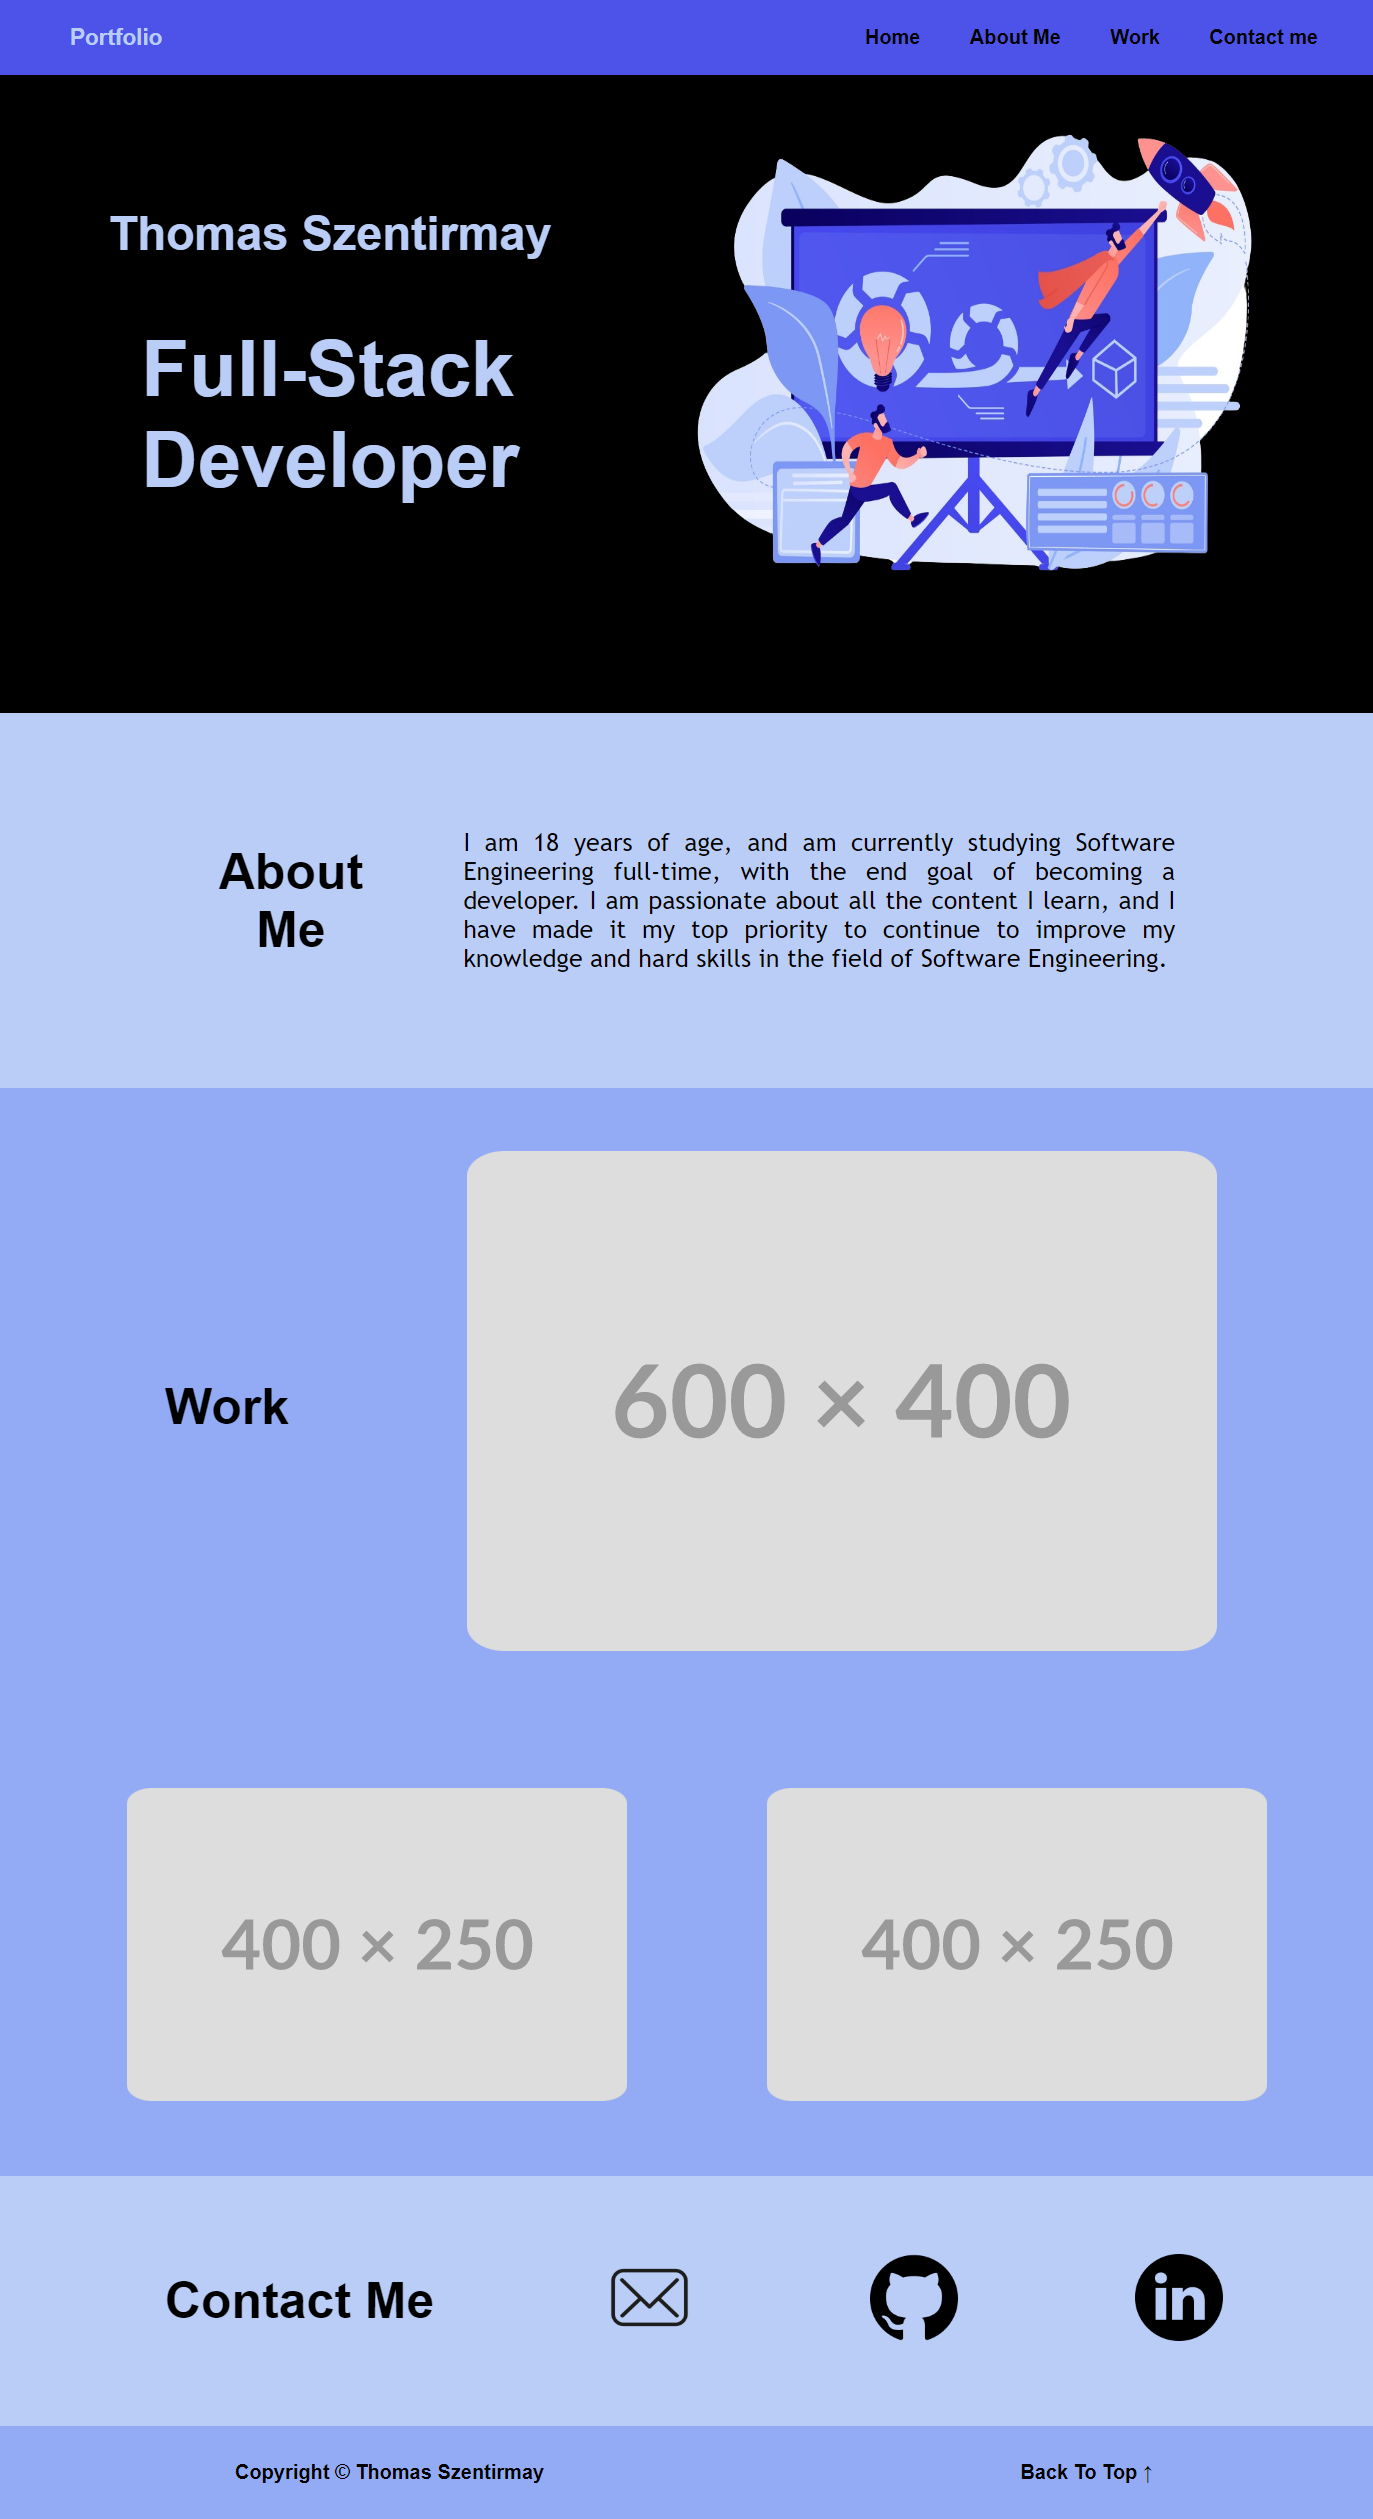 Portfolio
Home
About Me
Work
Contact me
Thomas Szentirmay
Full-Stack
Developer
About
Me
I am 18 years of age, and am currently studying Software
Engineering full-time, with the end goal of becoming a
developer. I am passionate about all the content I learn, and I
have made it my top priority to continue to improve my
knowledge and hard skills in the field of Software Engineering.
Work
600 × 400
400 × 250
400 × 250
Contact Me
in
Copyright © Thomas Szentirmay
Back To Top ↑